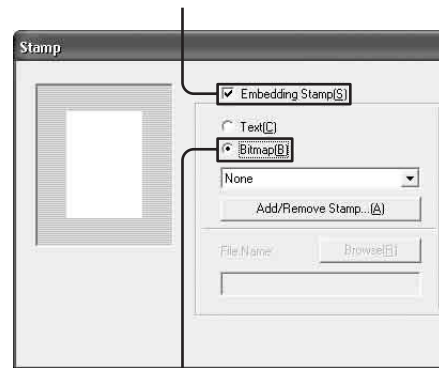 Stamp
Embedding Stamp(S)
Text(C)
Bitmap(B)
None
Add/Remove Stamp...(A)
File Name:
Browse(R)